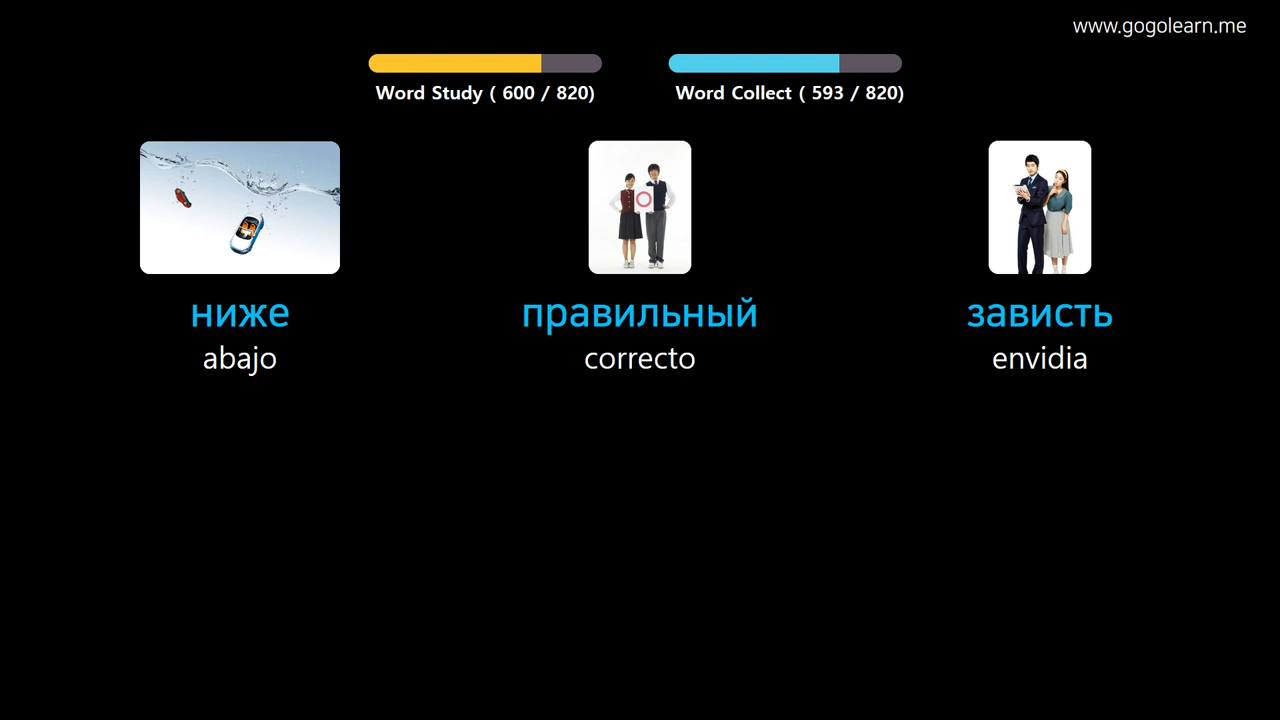 www.gogolearn.me
Word Study ( 600 / 820)
Word Collect ( 593 / 820)
ниже
abajo
правильный
correcto
зависть
envidia